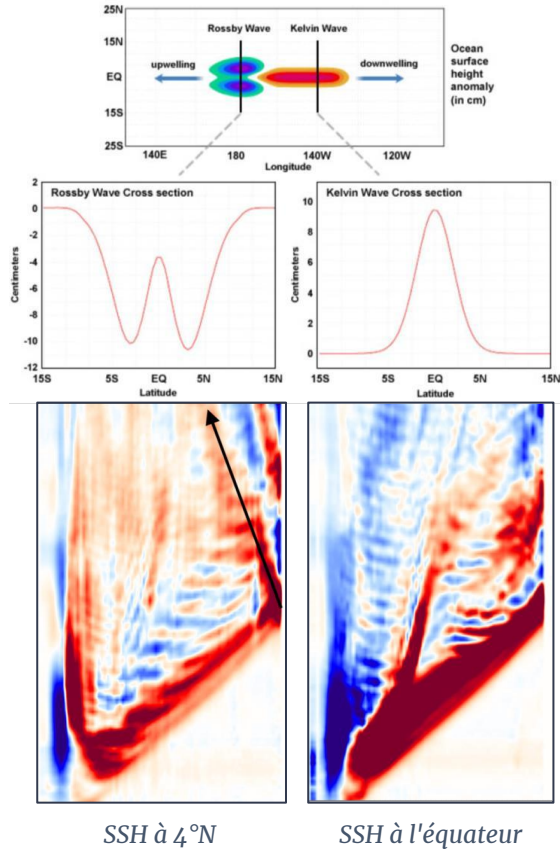 25N
15N
EQ
15S
25S
Rossby Wave
Kelvin Wave
upwelling
downwelling
140E
180
140W
120W
Longitude
Ocean
surface
height
anomaly
(in cm)
Rossby Wave Cross section
2
0
-2
-4
-6
-8
-10
-12
Centimeters
15S
5S
EQ
5N
15N
Latitude
Kelvin Wave Cross section
10
8
6
4
2
0
Centimeters
15S
5S
EQ
5N
15N
Latitude
SSH à 4°N
SSH à l'équateur